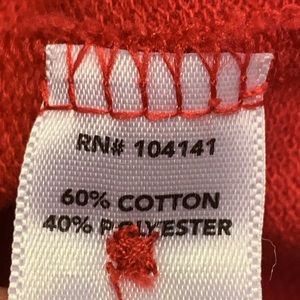 RN# 104141
60% COTTON
40% POLYESTER